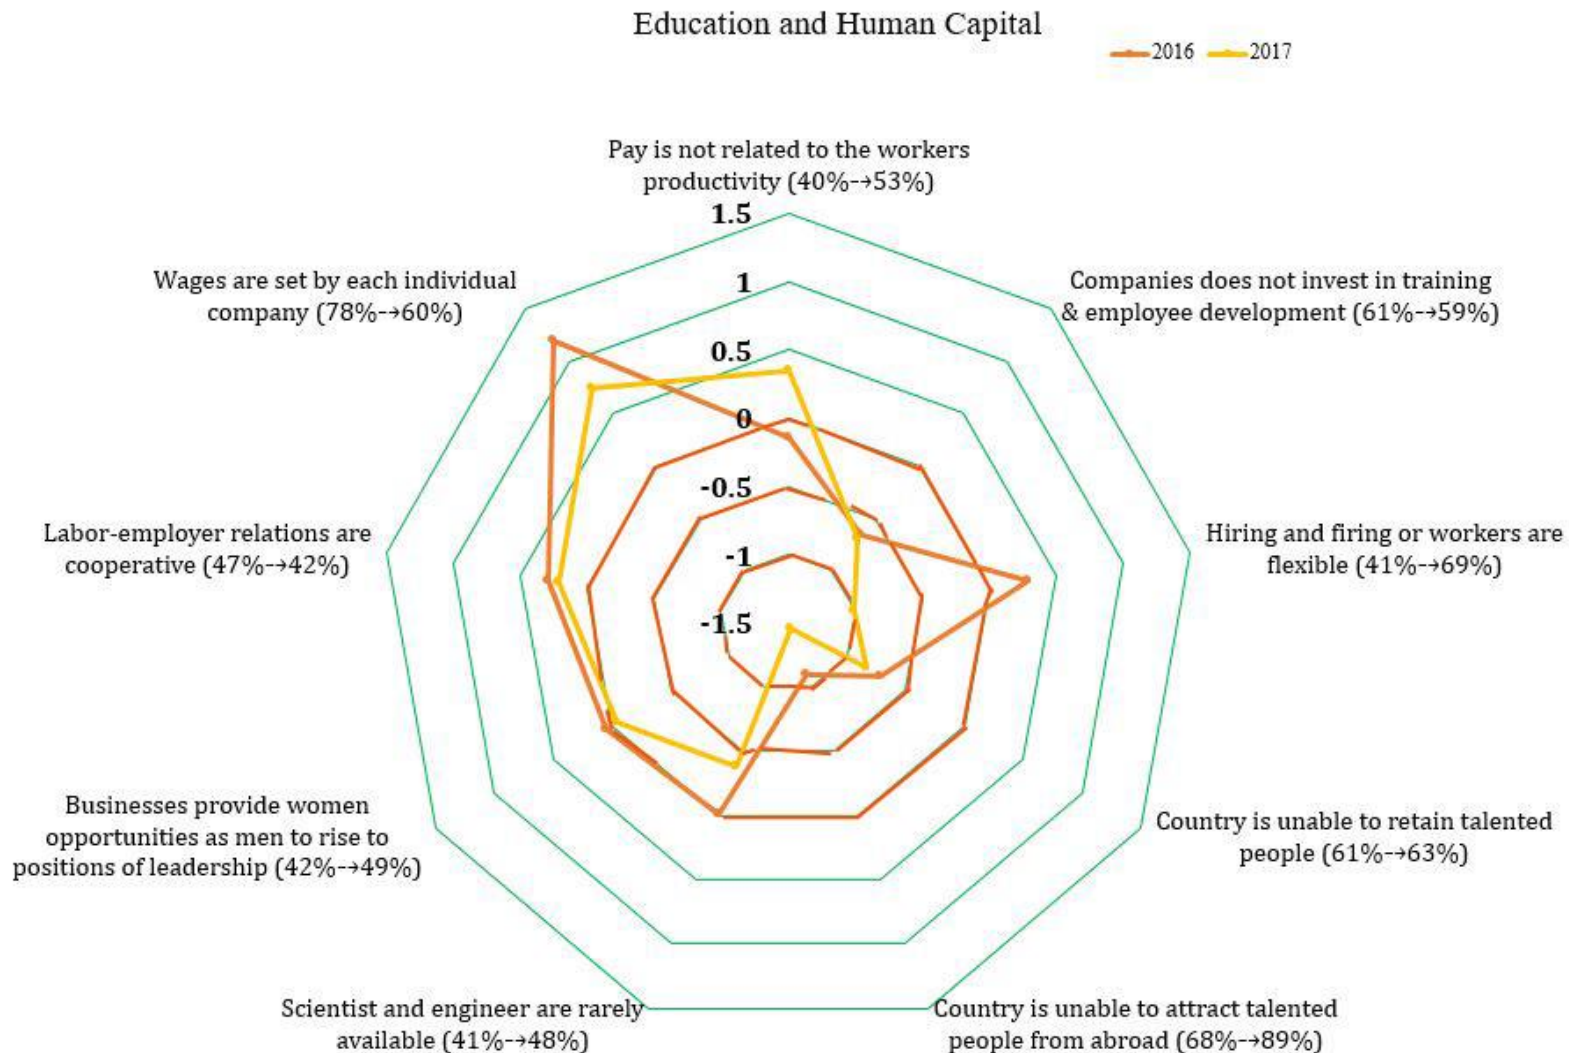 Education and Human Capital
2016
2017
Pay is not related to the workers
productivity (40%-→53%)
Companies does not invest in training
& employee development (61%-→59%)
Hiring and firing or workers are
flexible (41%-→69%)
Country is unable to retain talented
people (61%-→63%)
Country is unable to attract talented
people from abroad (68%-→89%)
Scientist and engineer are rarely
available (41%-→48%)
Businesses provide women
opportunities as men to rise to
positions of leadership (42%-→49%)
Labor-employer relations are
cooperative (47%-→42%)
Wages are set by each individual
company (78%-→60%)
1.5
1
0.5
0
-0.5
-1
-1.5